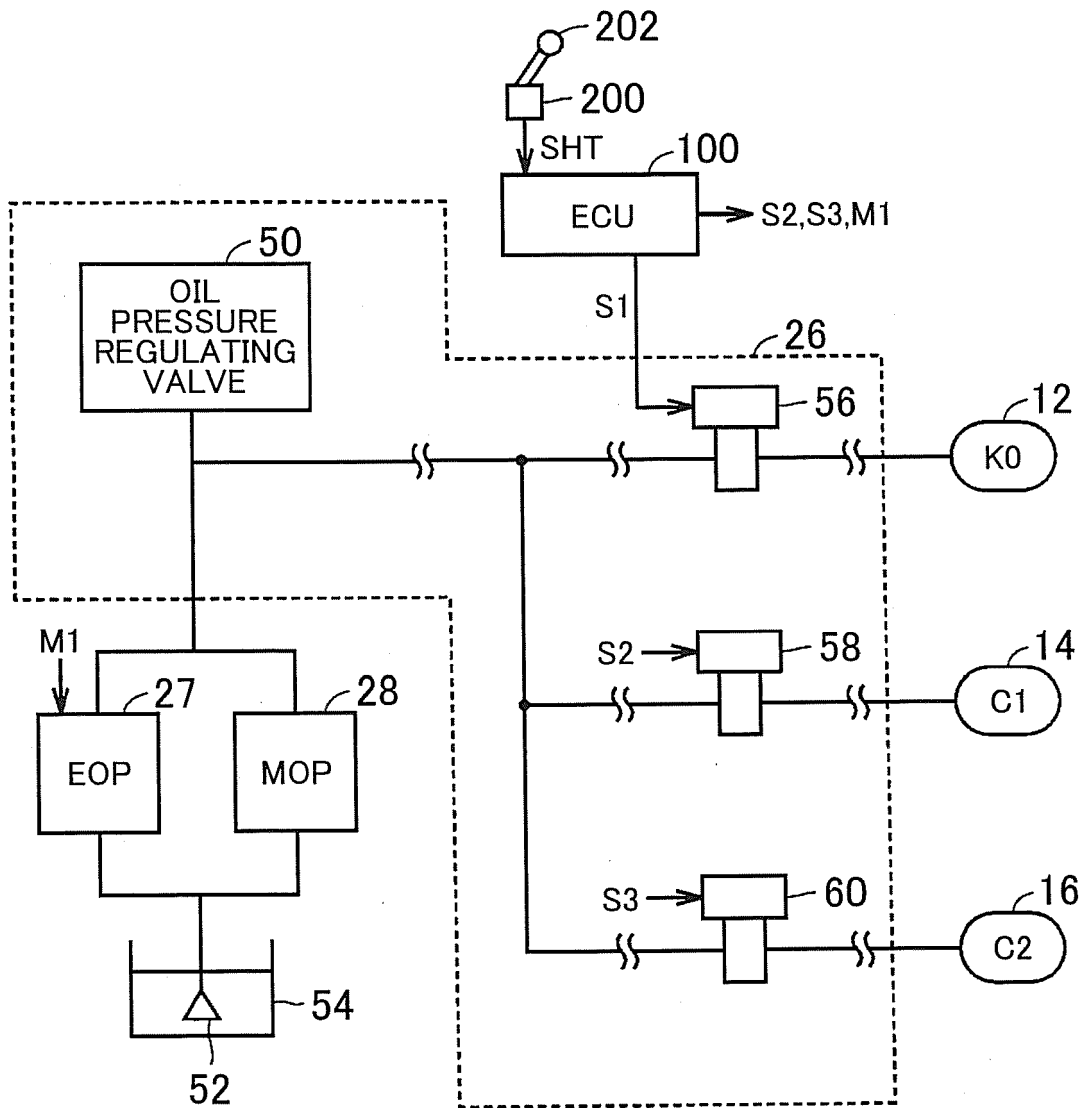 202
200
SHT
100
ECU
S2,S3,M1
50
OIL
PRESSURE
REGULATING
VALVE
S1
26
56
12
K0
M1
27
28
EOP
MOP
S2
58
14
C1
S3
60
16
C2
54
52